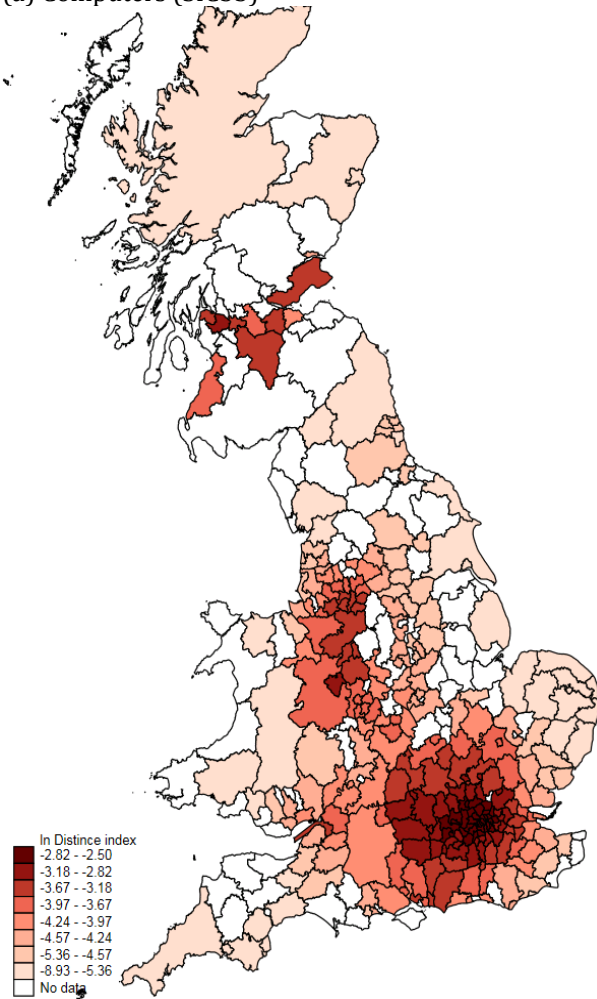 (a) Computers
ln Distince index
-2.82 - -2.50
-3.18 - -2.82
-3.67 - -3.18
-3.97 - -3.67
-4.24 - -3.97
-4.57 - -4.24
-5.36 - -4.57
-8.93 - -5.36
No data